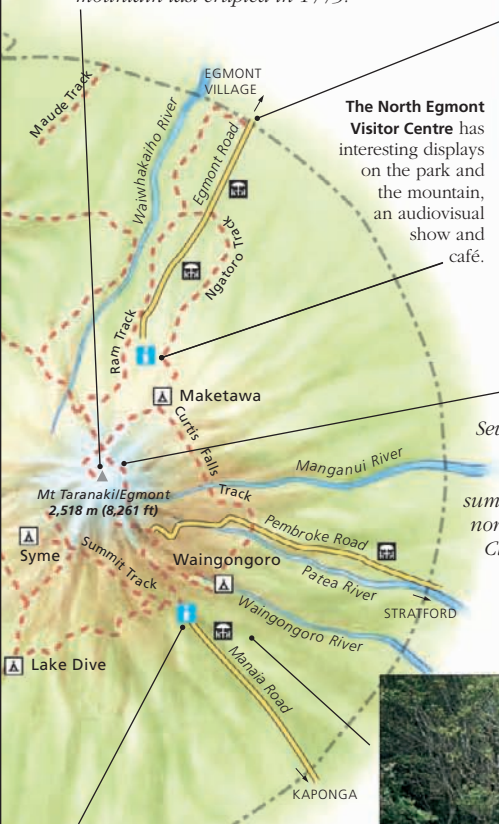 mountain last erupted in 1775.
EGMONT
VILLAGE
Maude Track
Waiwhakaiho River
Egmont Road
The North Egmont
Visitor Centre has
interesting displays
on the park and
the mountain,
an audiovisual
show and
café.
Ngatoro Track
Ram Track
Maketawa
Curtis Falls Track
Manganui River
Mt Taranaki/Egmont
2,518 m (8,261 ft)
Pembroke Road
Syme
Summit Track
Waingongoro
Patea River
STRATFORD
Waingongoro River
Lake Dive
Manaia Road
KAPONGA